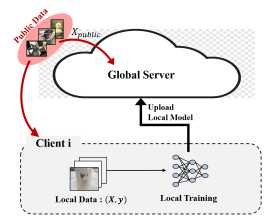 Public Data
X_public
Global Server
Upload
Local Model
Client i
Local Data : (X, y)
Local Training